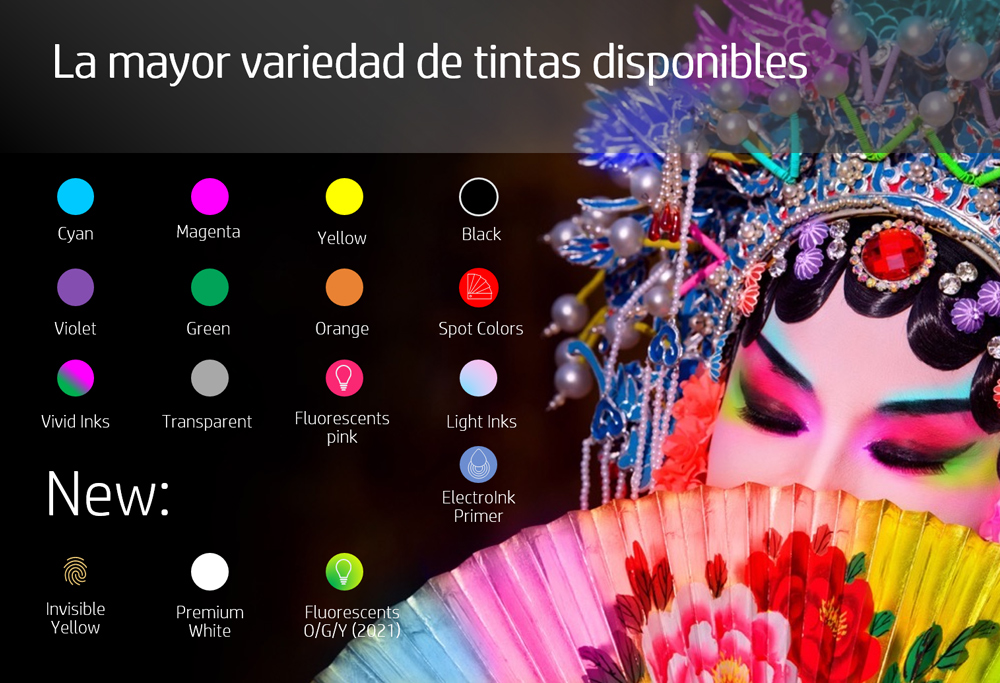 La mayor variedad de tintas disponibles
Cyan
Magenta
Yellow
Black
Violet
Green
Orange
Spot Colors
Vivid Inks
Transparent
Fluorescents
pink
Light Inks
ElectroInk
Primer
New:
Invisible
Yellow
Premium
White
Fluorescents
O/G/Y (2021)